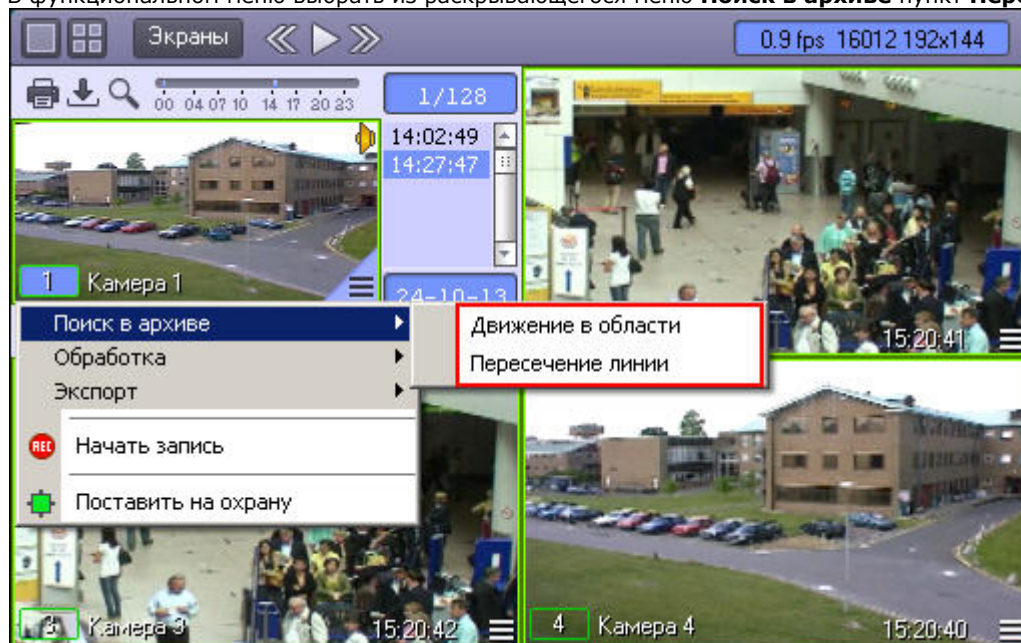 В функциональном меню выбрать из раскрывающегося меню Поиск в архиве пункт
Экраны
0.9 fps 16012 192x144
00 04 07 10 14 17 20 23
1/128
14:02:49
14:27:47
1 Камера 1
24-10-13
15:20:41
Поиск в архиве
Обработка
Экспорт
Движение в области
Пересечение линии
REC Начать запись
Поставить на охрану
3 Камера 3
15:20:42
4 Камера 4
15:20:40